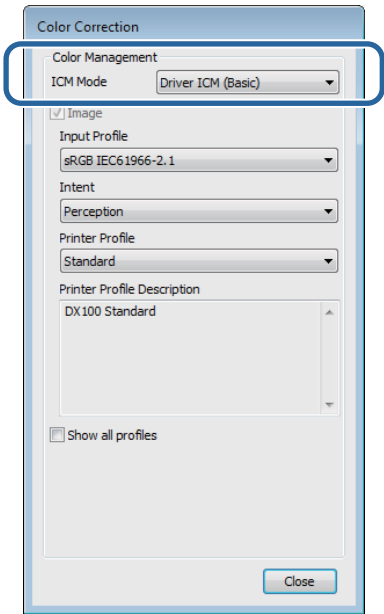 Color Correction
Color Management
ICM Mode Driver ICM (Basic)
Image
Input Profile
sRGB IEC61966-2.1
Intent
Perception
Printer Profile
Standard
Printer Profile Description
DX100 Standard
Show all profiles
Close